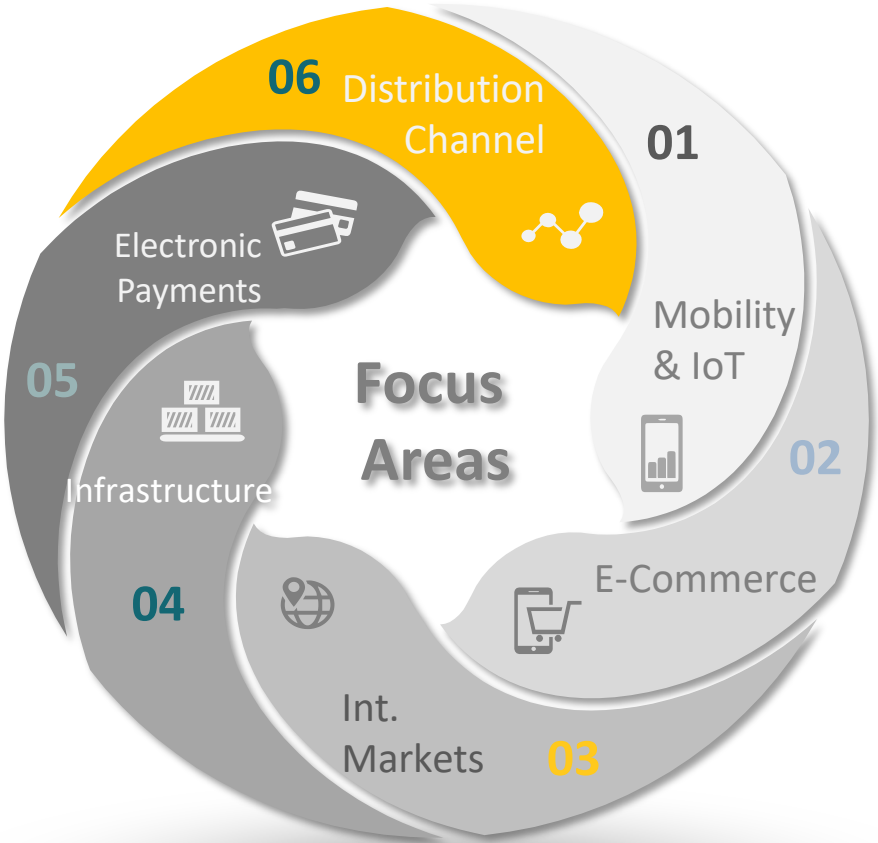 Focus
Areas
01
Mobility
& IoT
02
E-Commerce
03
Int.
Markets
04
Infrastructure
05
Electronic
Payments
06
Distribution
Channel